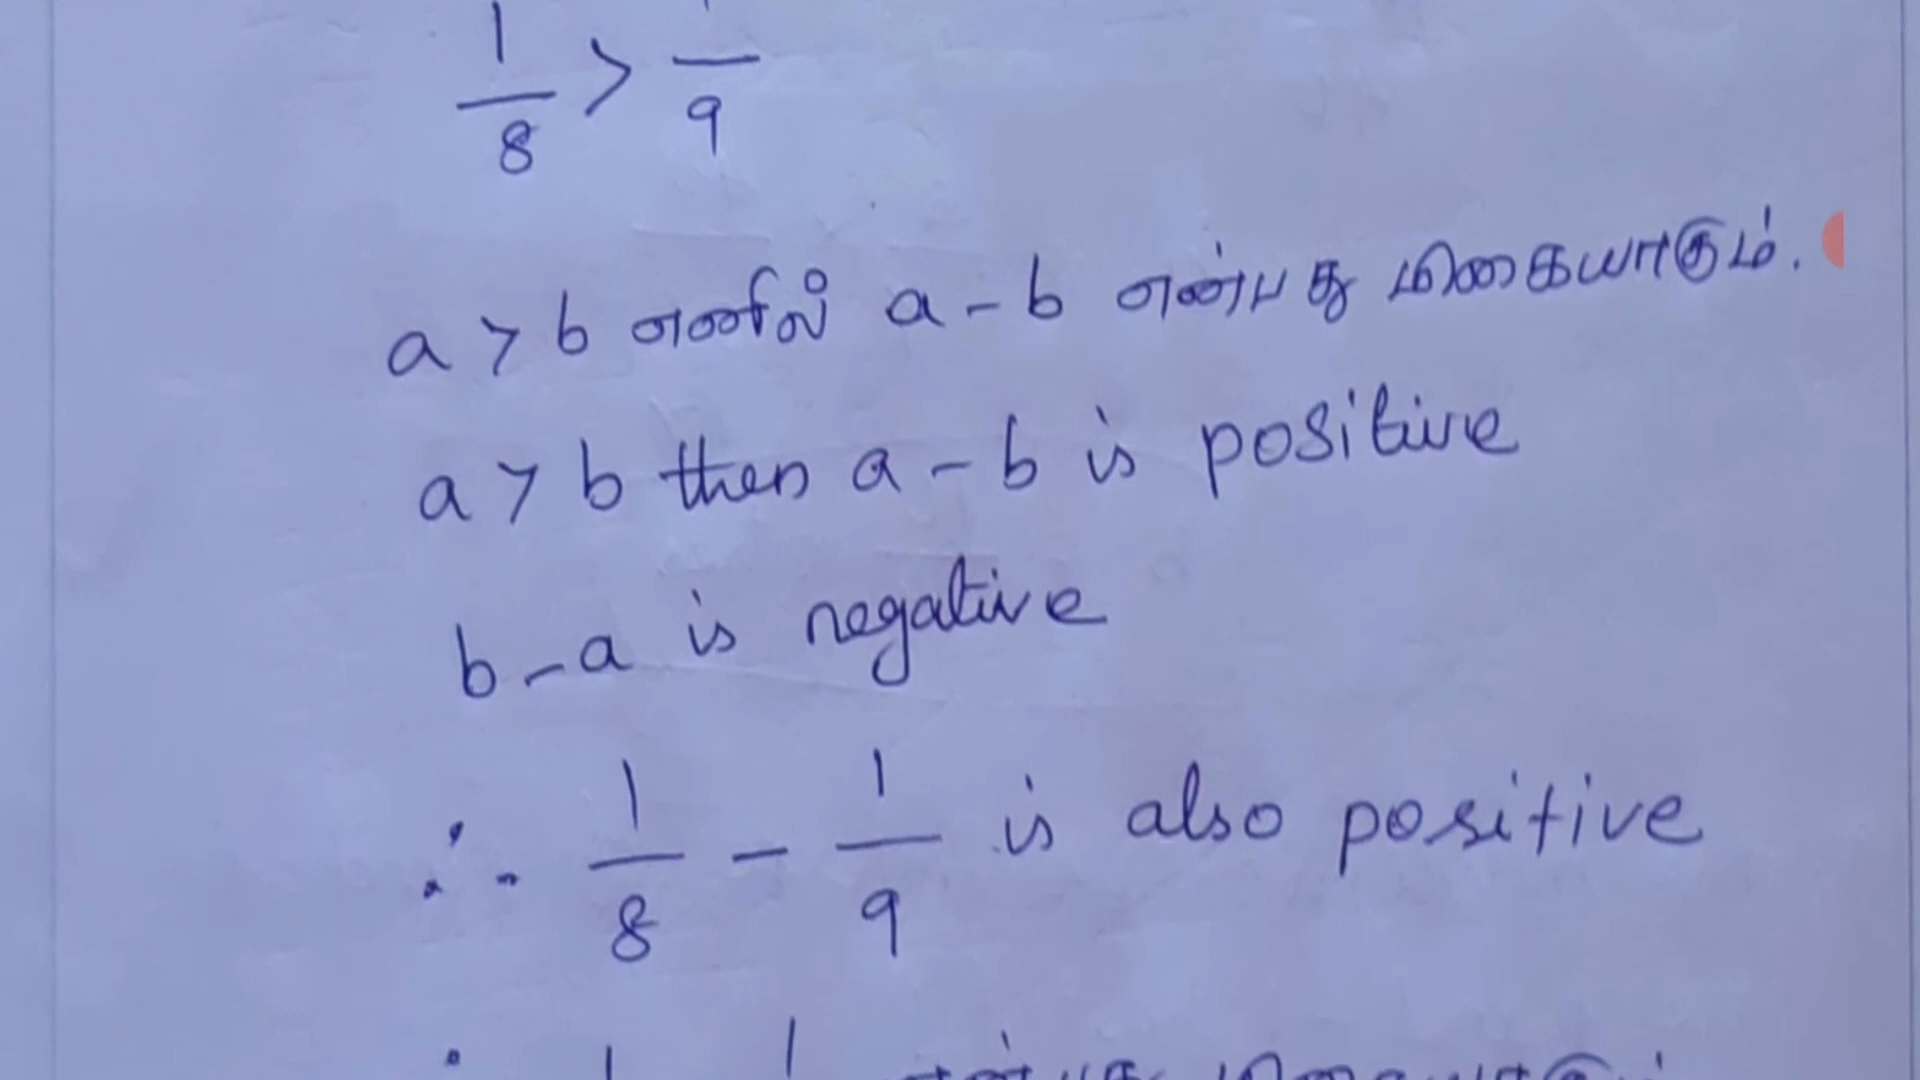 1/8 > 1/9
a > b எனில் a - b என்பது மிகையாகும்.
a > b then a - b is positive
b - a is negative
∴ 1/8 - 1/9 is also positive